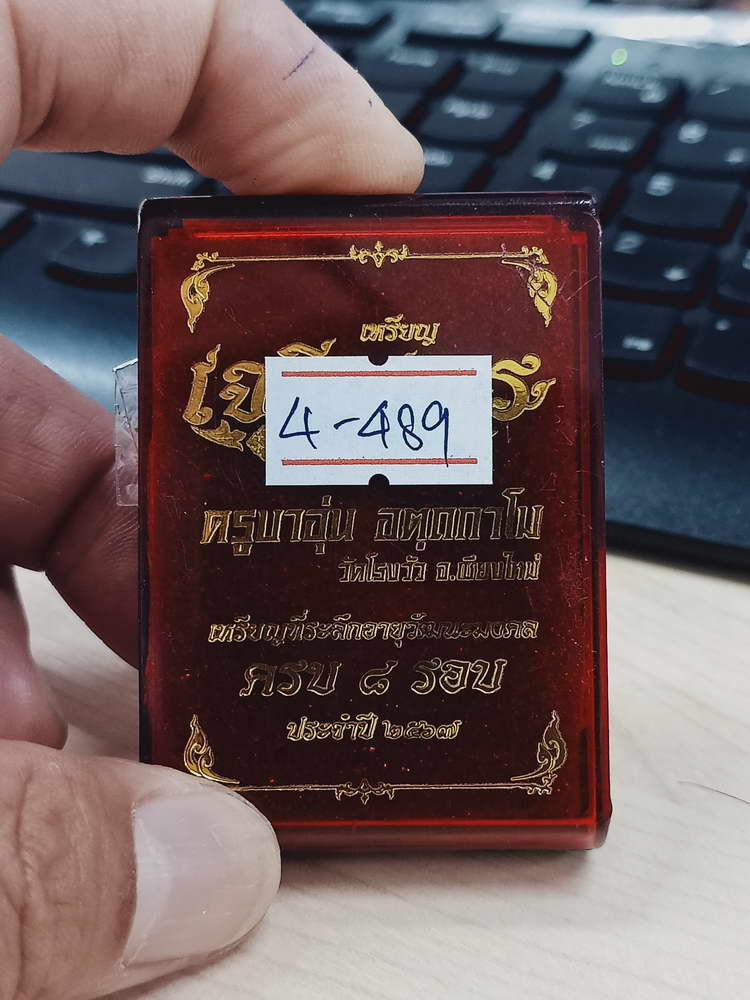 เหรียญ
4-489
ครูบาอุ่น อตฺถกาโม
วัดโรงวัว จ.เชียงใหม่
เหรียญที่ระลึกอายุวัฒนะมงคล
ครบ ๘ รอบ
ประจำปี ๒๕๖๗